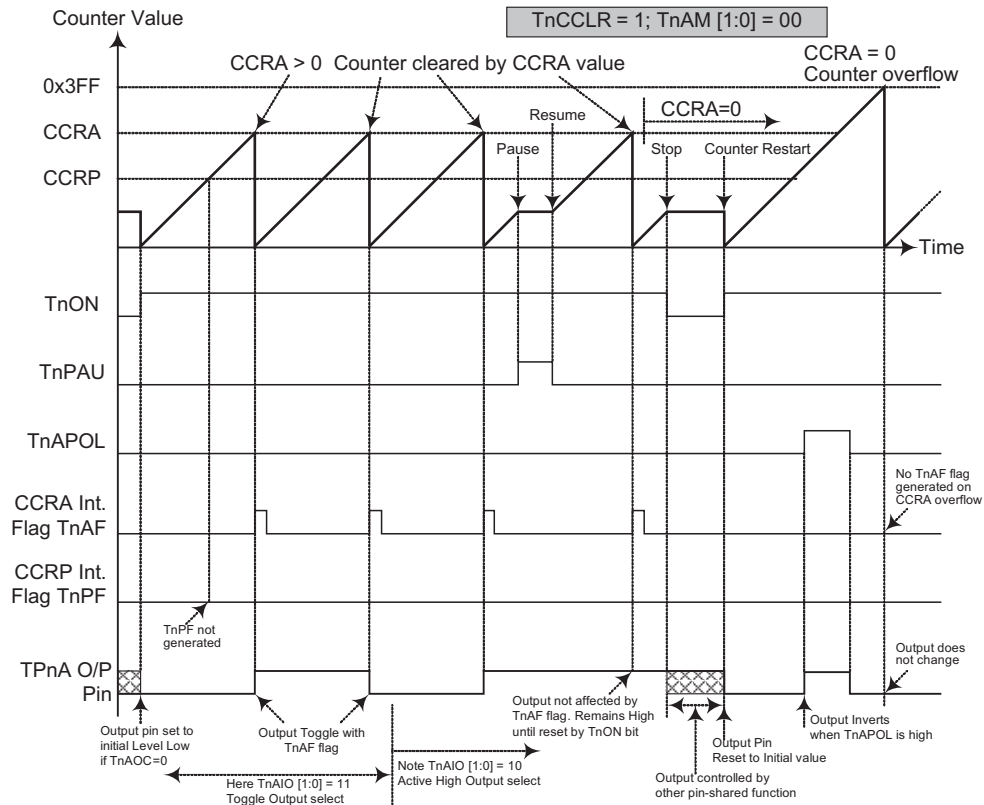 Counter Value
TnCCLR = 1; TnAM [1:0] = 00
0x3FF
CCRA > 0
Counter cleared by CCRA value
CCRA = 0
Counter overflow
CCRA
CCRA=0
Resume
Pause
Stop
Counter Restart
CCRP
Time
TnON
TnPAU
TnAPOL
No TnAF flag
generated on
CCRA overflow
CCRA Int.
Flag TnAF
CCRP Int.
Flag TnPF
TnPF not
generated
TPnA O/P
Pin
Output does
not change
Output pin set to
initial Level Low
if TnAOC=0
Output Toggle with
TnAF flag
Output not affected by
TnAF flag. Remains High
until reset by TnON bit
Output Inverts
when TnAPOL is high
Output Pin
Reset to Initial value
Here TnAIO [1:0] = 11
Toggle Output select
Note TnAIO [1:0] = 10
Active High Output select
Output controlled by
other pin-shared function